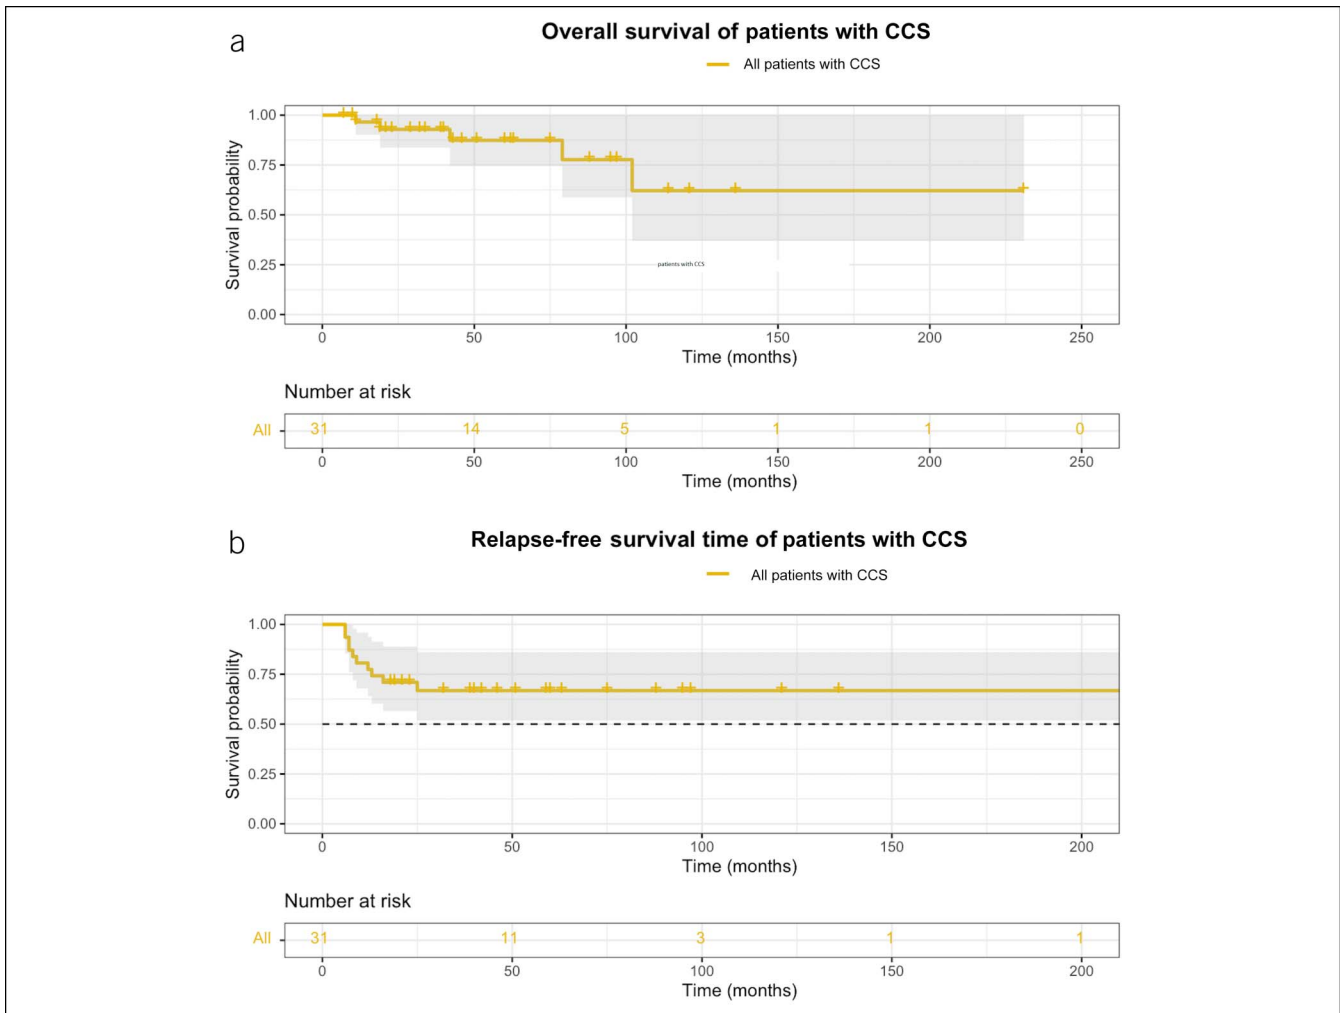 a
Overall survival of patients with CCS
All patients with CCS
Survival probability
1.00
0.75
0.50
0.25
0.00
patients with CCS
0 50 100 150 200 250
Time (months)
Number at risk
All 31 14 5 1 1 0
0 50 100 150 200 250
Time (months)
b
Relapse-free survival time of patients with CCS
All patients with CCS
Survival probability
1.00
0.75
0.50
0.25
0.00
0 50 100 150 200
Time (months)
Number at risk
All 31 11 3 1 1
0 50 100 150 200
Time (months)